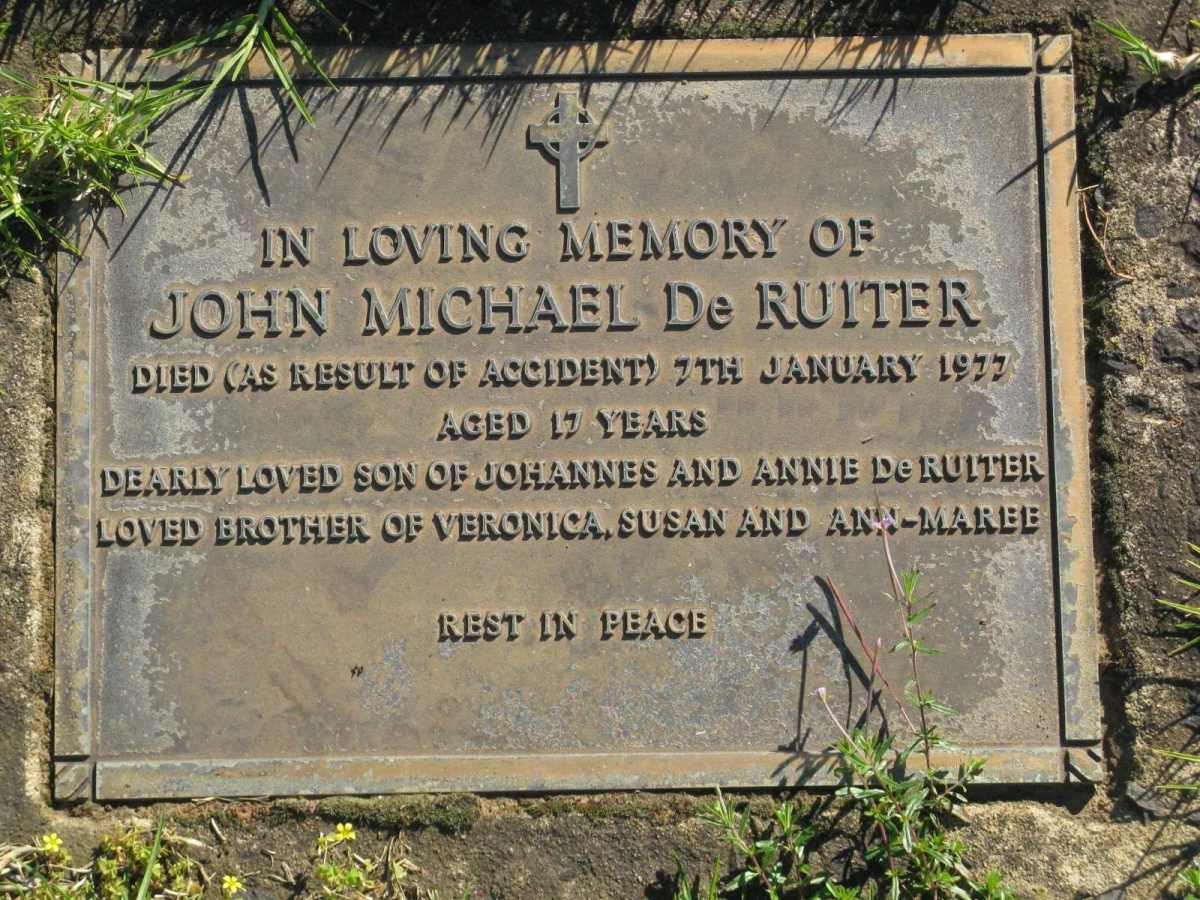 IN LOVING MEMORY OF
JOHN MICHAEL De RUITER
DIED (AS RESULT OF ACCIDENT) 7TH JANUARY 1977
AGED 17 YEARS
DEARLY LOVED SON OF JOHANNES AND ANNIE De RUITER
LOVED BROTHER OF VERONICA, SUSAN AND ANN-MAREE
REST IN PEACE